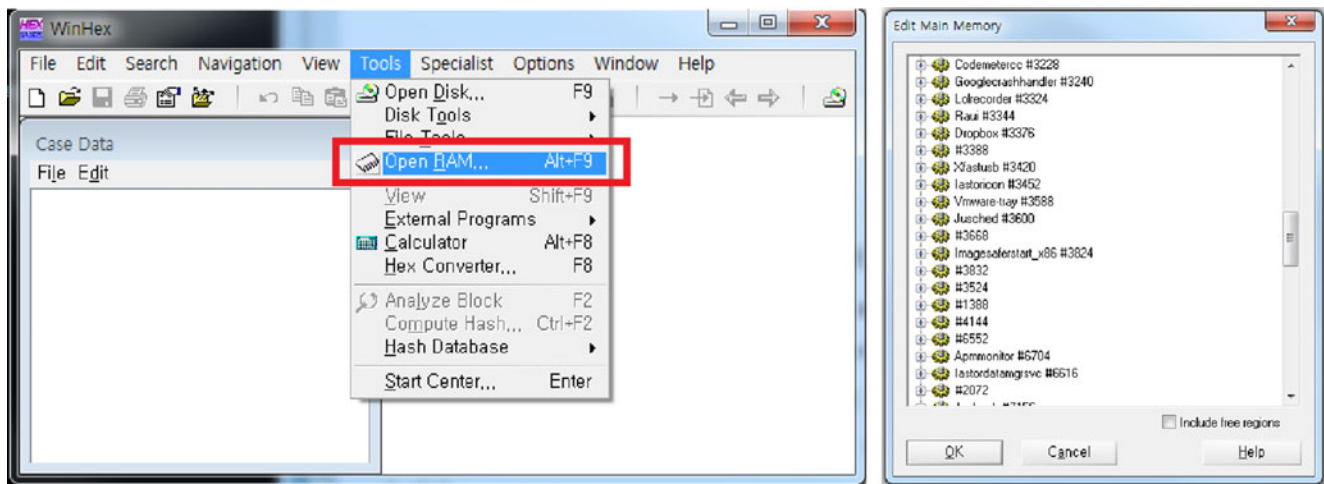 WinHex
File Edit Search Navigation View Tools Specialist Options Window Help
Open Disk... F9
Disk Tools
File Tools
Open RAM... Alt+F9
View Shift+F9
External Programs
Calculator Alt+F8
Hex Converter... F8
Analyze Block F2
Compute Hash... Ctrl+F2
Hash Database
Start Center... Enter
Case Data
File Edit
Edit Main Memory
Codemetercc #3228
Googlecrashhandler #3240
Lolrecorder #3324
Raui #3344
Dropbox #3376
#3388
Xfastusb #3420
Iastoricon #3452
Vmware-tray #3588
Jusched #3600
#3668
Imagesaferstart_x86 #3824
#3832
#3524
#1388
#4144
#6552
Apmmonitor #6704
Iastordatamgrsvc #6616
#2072
Include free regions
OK Cancel Help